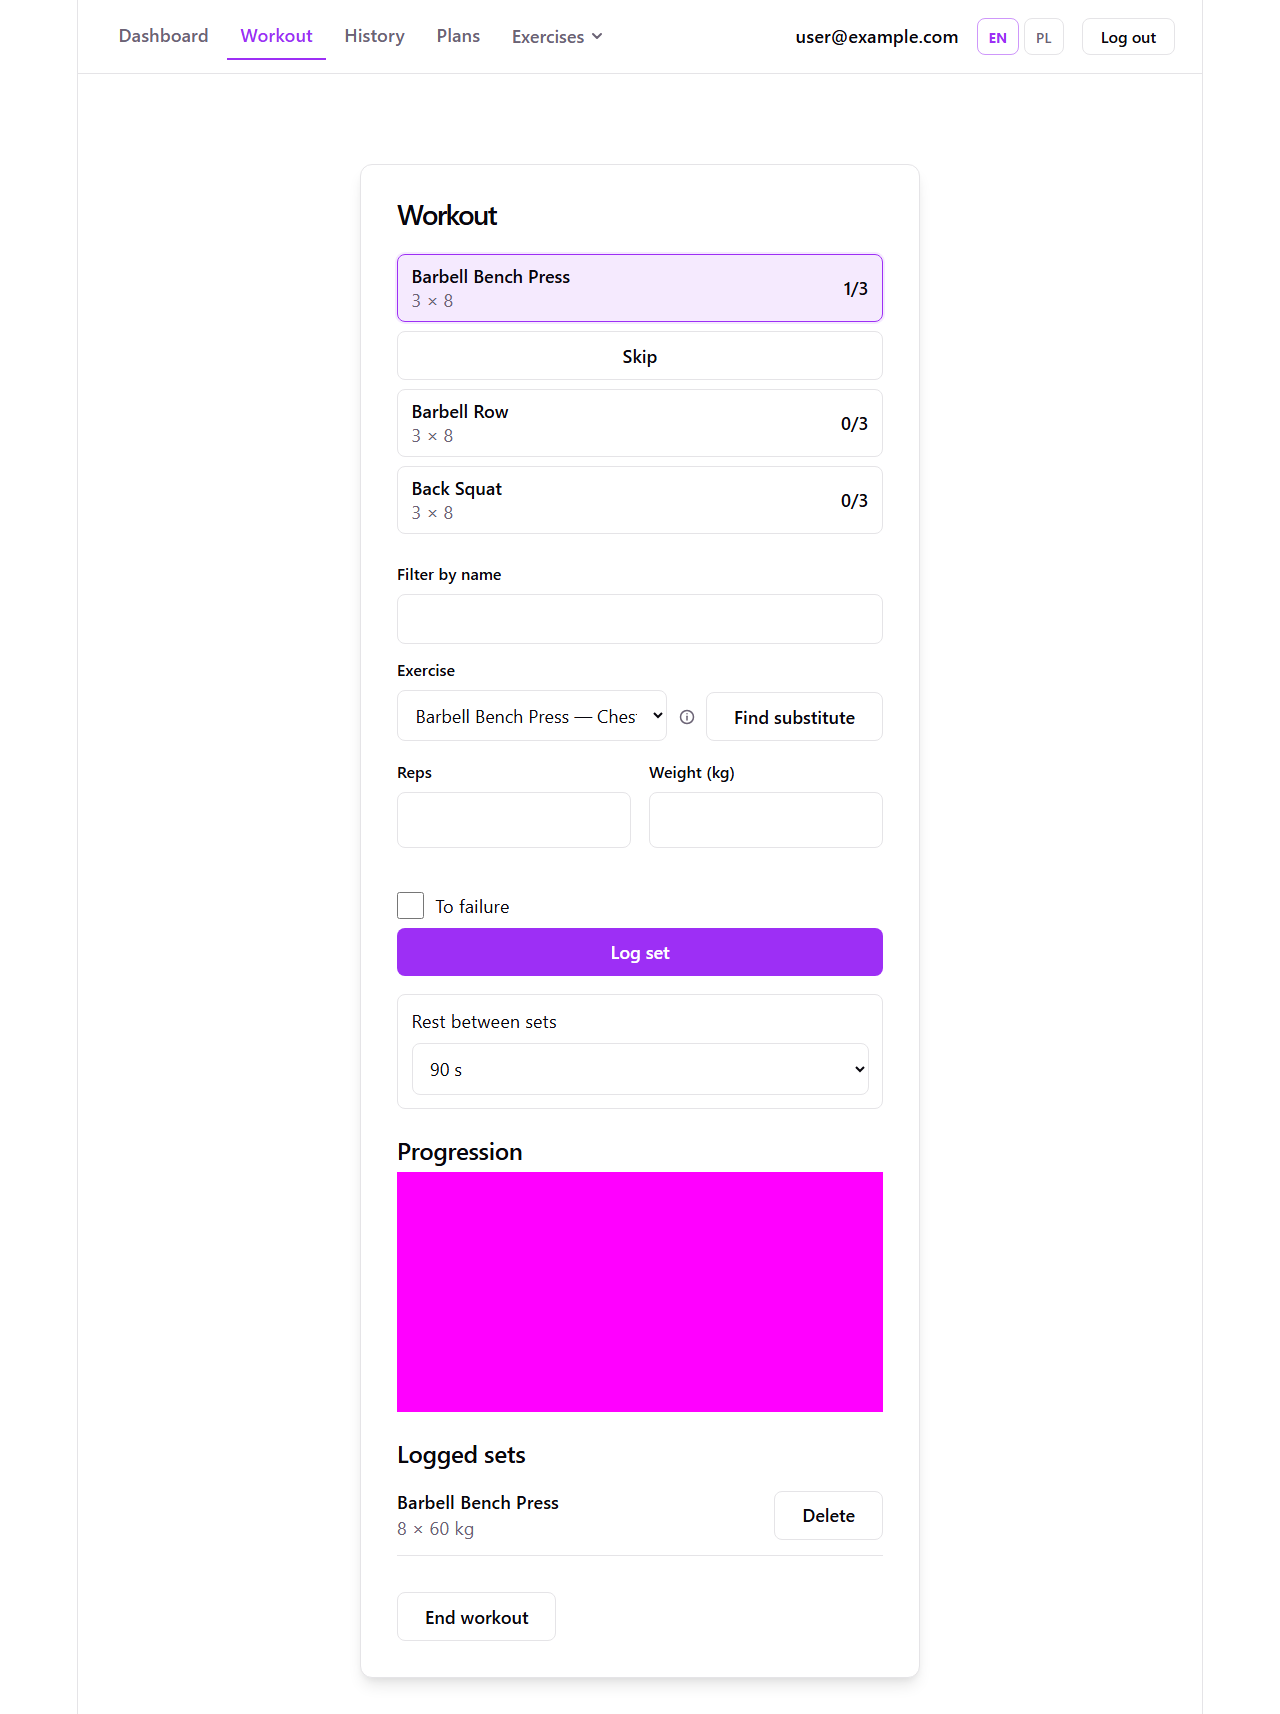 Dashboard Workout History Plans Exercises user@example.com EN PL Log out
Workout
Barbell Bench Press
3 × 8
1/3
Skip
Barbell Row
3 × 8
0/3
Back Squat
3 × 8
0/3
Filter by name
Exercise
Barbell Bench Press — Ches
Find substitute
Reps Weight (kg)
To failure
Log set
Rest between sets
90 s
Progression
Logged sets
Barbell Bench Press
8 × 60 kg
Delete
End workout